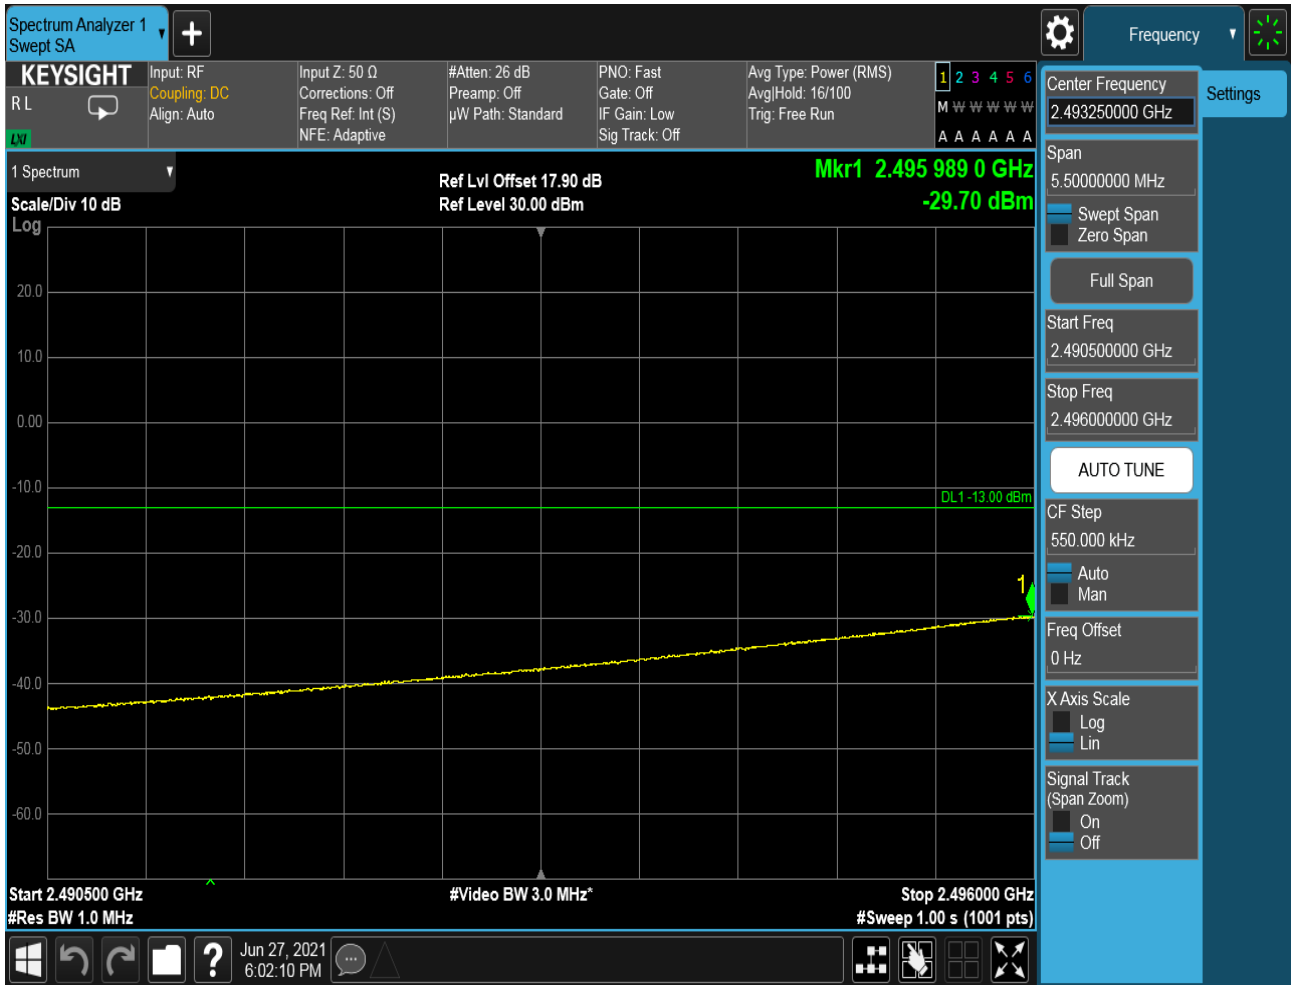 Spectrum Analyzer 1
Swept SA
Frequency
KEYSIGHT
R L
LXI
Input: RF
Coupling: DC
Align: Auto
Input Z: 50 Ω
Corrections: Off
Freq Ref: Int (S)
NFE: Adaptive
#Atten: 26 dB
Preamp: Off
µW Path: Standard
PNO: Fast
Gate: Off
IF Gain: Low
Sig Track: Off
Avg Type: Power (RMS)
Avg|Hold: 16/100
Trig: Free Run
1 2 3 4 5 6
M W W W W W
A A A A A A
1 Spectrum
Scale/Div 10 dB
Log
Ref Lvl Offset 17.90 dB
Ref Level 30.00 dBm
Mkr1 2.495 989 0 GHz
-29.70 dBm
20.0
10.0
0.00
-10.0
-20.0
-30.0
-40.0
-50.0
-60.0
DL1 -13.00 dBm
1
Start 2.490500 GHz
#Res BW 1.0 MHz
#Video BW 3.0 MHz*
Stop 2.496000 GHz
#Sweep 1.00 s (1001 pts)
Center Frequency
2.493250000 GHz
Settings
Span
5.50000000 MHz
Swept Span
Zero Span
Full Span
Start Freq
2.490500000 GHz
Stop Freq
2.496000000 GHz
AUTO TUNE
CF Step
550.000 kHz
Auto
Man
Freq Offset
0 Hz
X Axis Scale
Log
Lin
Signal Track
(Span Zoom)
On
Off
?
Jun 27, 2021
6:02:10 PM